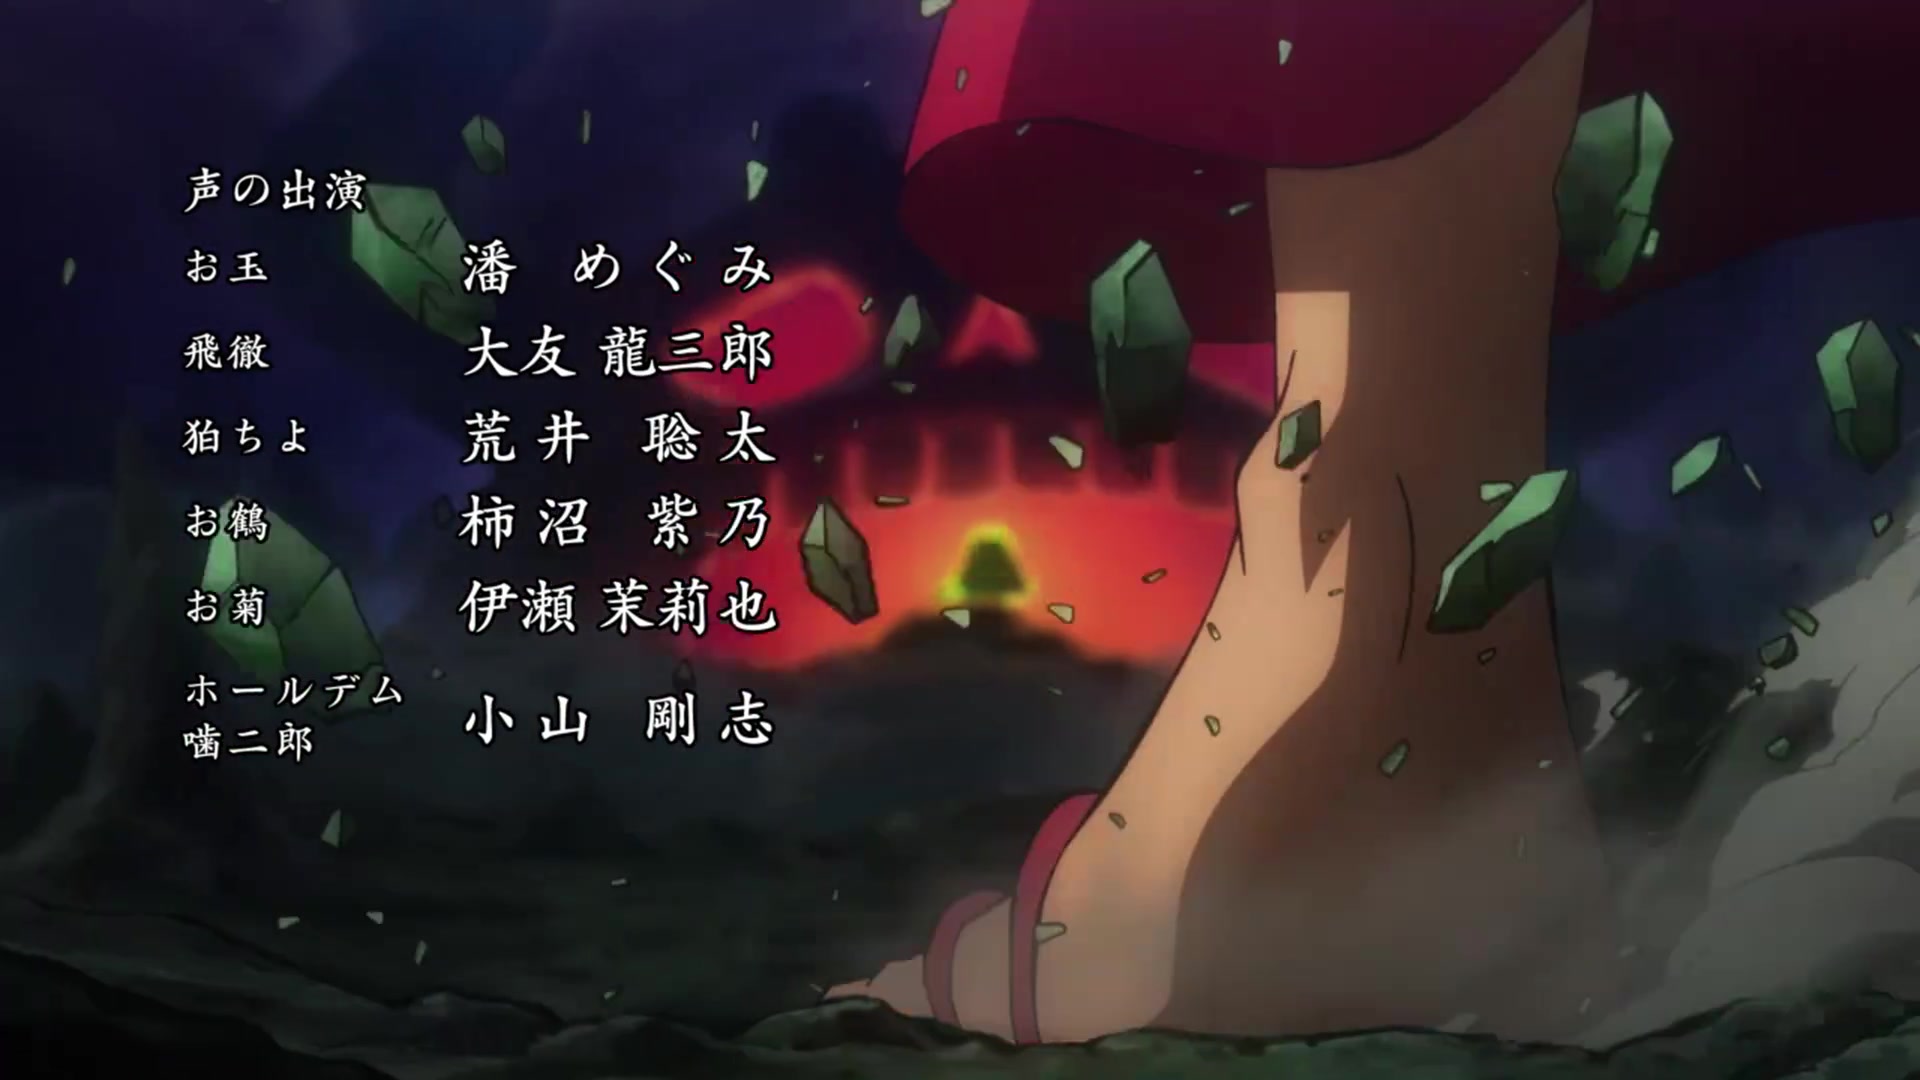 声の出演
お玉 潘 めぐみ
飛徹 大友 龍三郎
狛ちよ 荒井 聡太
お鶴 柿沼 紫乃
お菊 伊瀬 茉莉也
ホールデム 小山 剛志
噛二郎